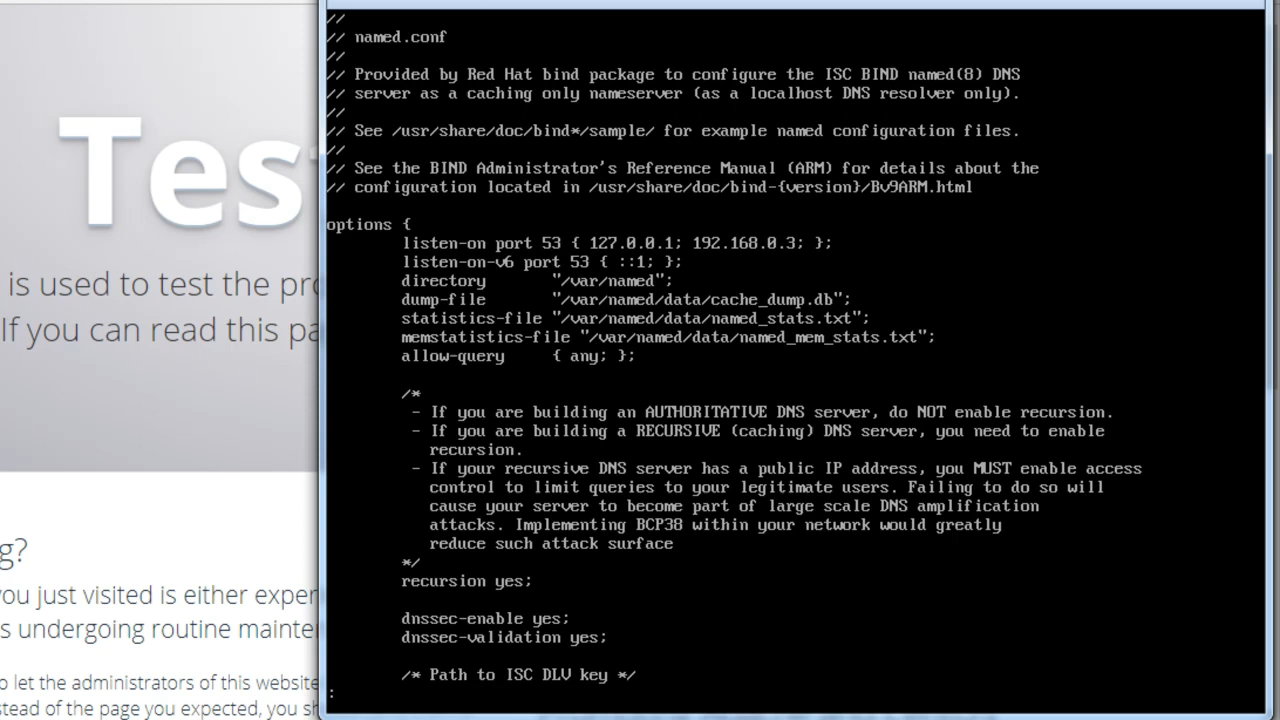 //
// named.conf
//
// Provided by Red Hat bind package to configure the ISC BIND named(8) DNS
// server as a caching only nameserver (as a localhost DNS resolver only).
//
// See /usr/share/doc/bind*/sample/ for example named configuration files.
//
// See the BIND Administrator's Reference Manual (ARM) for details about the
// configuration located in /usr/share/doc/bind-{version}/Bv9ARM.html
options {
listen-on port 53 { 127.0.0.1; 192.168.0.3; };
listen-on-v6 port 53 { ::1; };
directory "/var/named";
dump-file "/var/named/data/cache_dump.db";
statistics-file "/var/named/data/named_stats.txt";
memstatistics-file "/var/named/data/named_mem_stats.txt";
allow-query { any; };
/*
- If you are building an AUTHORITATIVE DNS server, do NOT enable recursion.
- If you are building a RECURSIVE (caching) DNS server, you need to enable
recursion.
- If your recursive DNS server has a public IP address, you MUST enable access
control to limit queries to your legitimate users. Failing to do so will
cause your server to become part of large scale DNS amplification
attacks. Implementing BCP38 within your network would greatly
reduce such attack surface
*/
recursion yes;
dnssec-enable yes;
dnssec-validation yes;
/* Path to ISC DLV key */
:
Tes
is used to test the pro
If you can read this pa
g?
you just visited is either exper
s undergoing routine mainte
o let the administrators of this website
stead of the page you expected, you sh